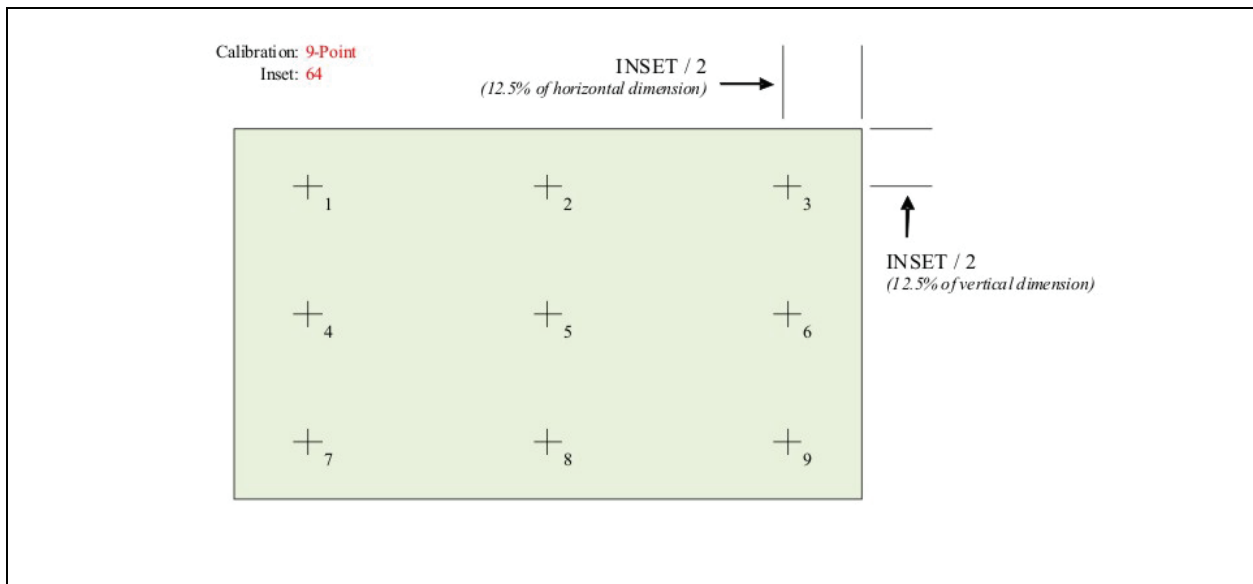 Calibration: 9-Point
Inset: 64
INSET / 2
(12.5% of horizontal dimension)
1
2
3
INSET / 2
(12.5% of vertical dimension)
4
5
6
7
8
9